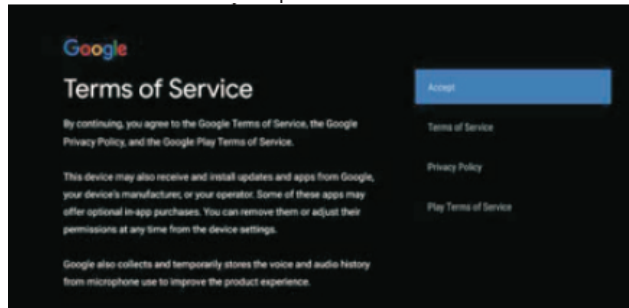 Google
Terms of Service
By continuing, you agree to the Google Terms of Service, the Google
Privacy Policy, and the Google Play Terms of Service.
This device may also receive and install updates and apps from Google,
your device's manufacturer, or your operator. Some of these apps may
offer optional in-app purchases. You can remove them or adjust their
permissions at any time from the device settings.
Google also collects and temporarily stores the voice and audio history
from microphone use to improve the product experience.
Accept
Terms of Service
Privacy Policy
Play Terms of Service